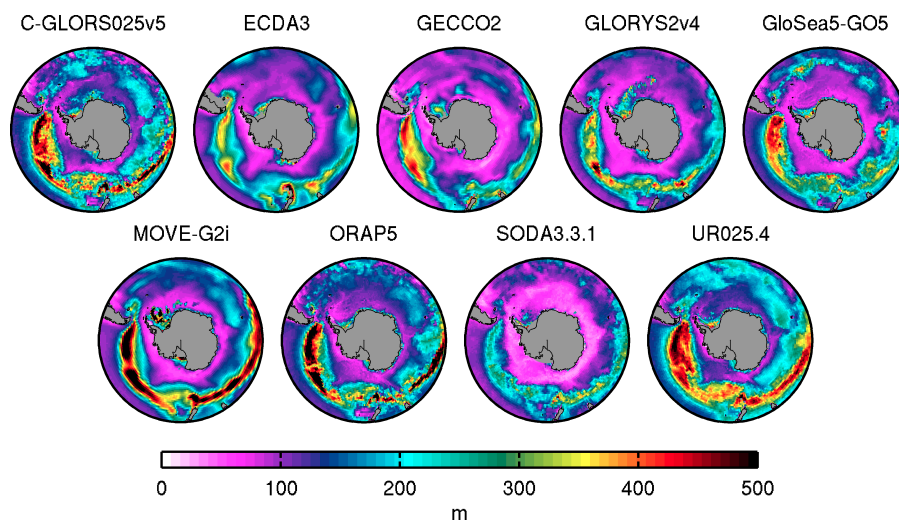 C-GLORS025v5 ECDA3 GECCO2 GLORYS2v4 GloSea5-GO5
MOVE-G2i ORAP5 SODA3.3.1 UR025.4
0 100 200 300 400 500
m